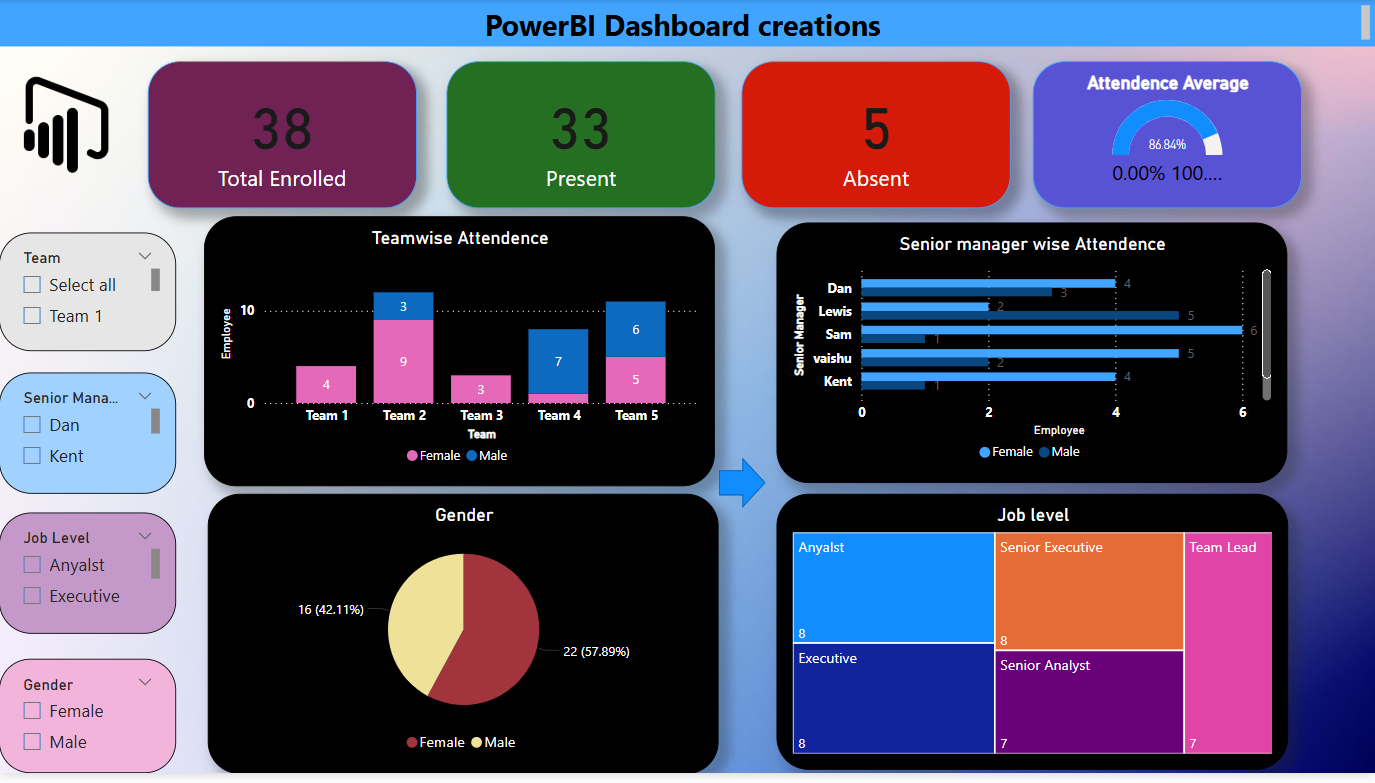 PowerBI Dashboard creations
38
Total Enrolled
33
Present
5
Absent
Attendence Average
86.84%
0.00% 100....
Team
Select all
Team 1
Senior Mana...
Dan
Kent
Job Level
Anyalst
Executive
Gender
Female
Male
Teamwise Attendence
Employee
10
0
4
3
9
3
7
6
5
Team 1 Team 2 Team 3 Team 4 Team 5
Team
Female Male
Senior manager wise Attendence
Senior Manager
Dan 4
3
Lewis 2
5
Sam 6
1
vaishu 5
2
Kent 4
1
0 2 4 6
Employee
Female Male
Gender
16 (42.11%)
22 (57.89%)
Female Male
Job level
Anyalst
8
Executive
8
Senior Executive
8
Senior Analyst
7
Team Lead
7